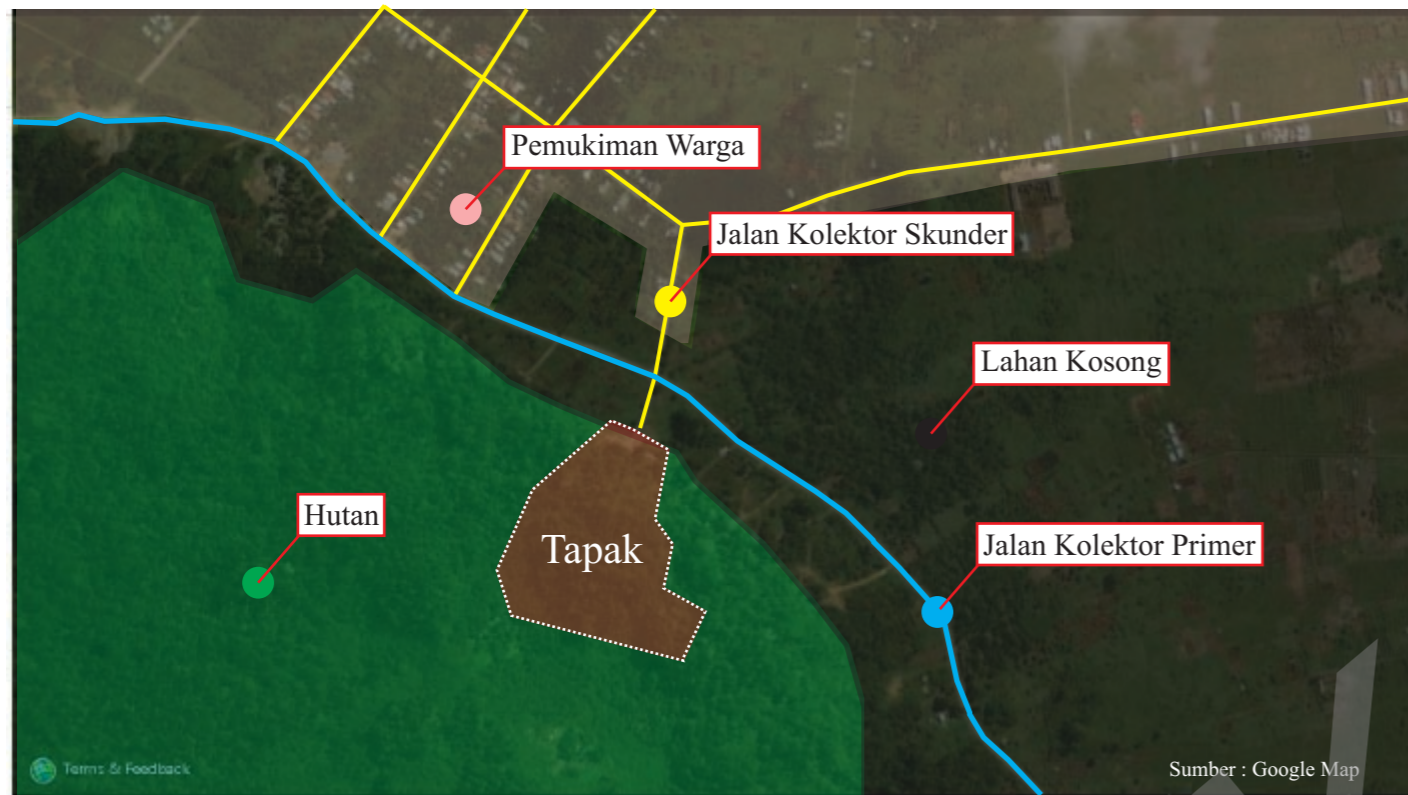 Pemukiman Warga
Jalan Kolektor Skunder
Lahan Kosong
Hutan
Tapak
Jalan Kolektor Primer
Terms & Feedback
Sumber : Google Map